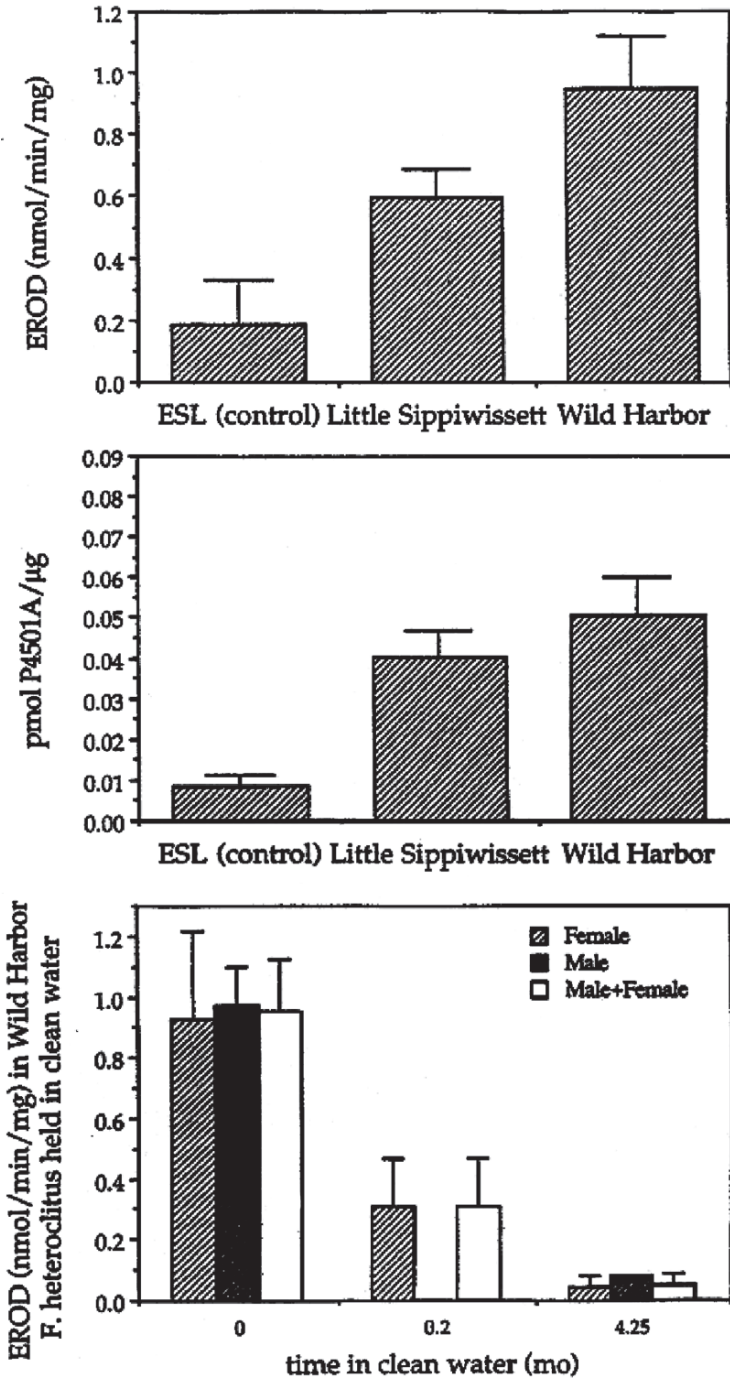 EROD (nmol/min/mg)
1.2
1.0
0.8
0.6
0.4
0.2
0.0
ESL (control) Little Sippiwissett Wild Harbor
pmol P4501A/µg
0.09
0.08
0.07
0.06
0.05
0.04
0.03
0.02
0.01
0.00
ESL (control) Little Sippiwissett Wild Harbor
EROD (nmol/min/mg) in Wild Harbor
F. heteroclitus held in clean water
1.2
1.0
0.8
0.6
0.4
0.2
0.0
Female
Male
Male+Female
0 0.2 4.25
time in clean water (mo)